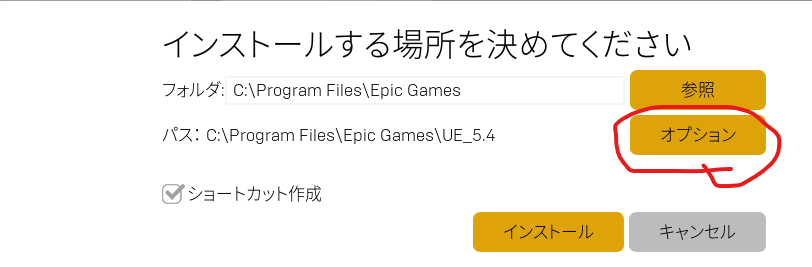 インストールする場所を決めてください
フォルダ: C:\Program Files\Epic Games 参照
パス: C:\Program Files\Epic Games\UE_5.4 オプション
ショートカット作成
インストール キャンセル